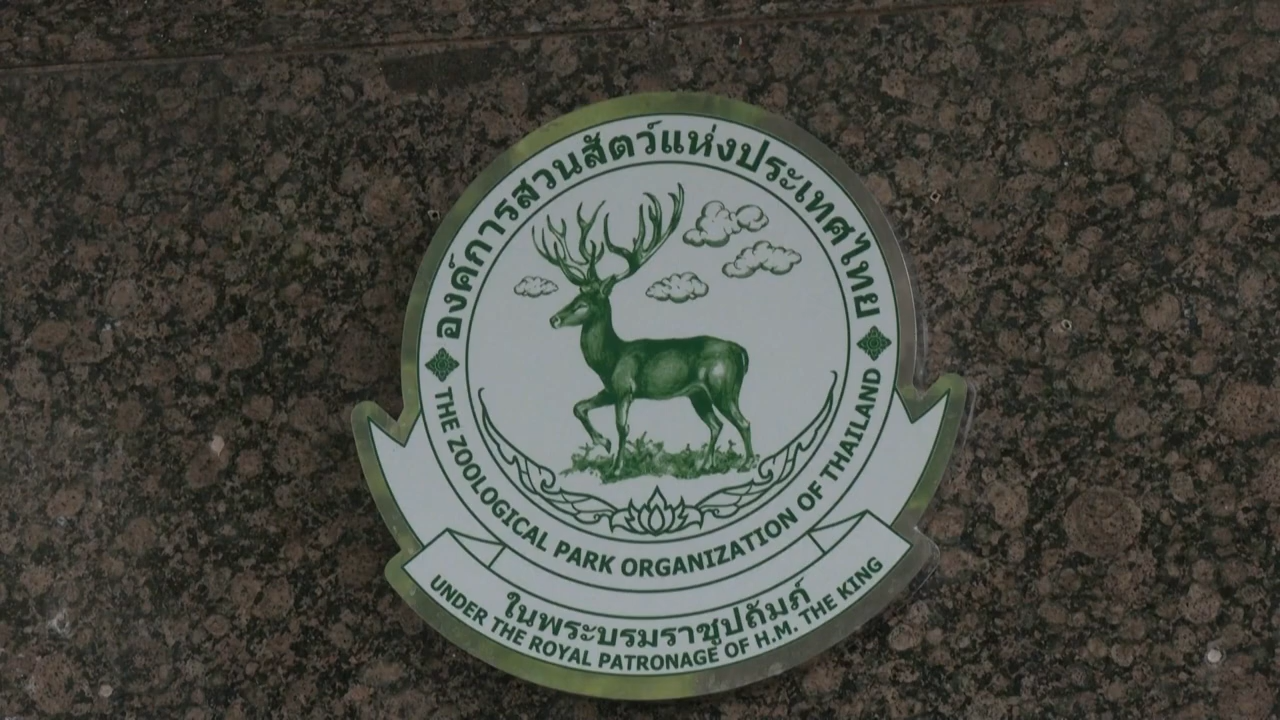 องค์การสวนสัตว์แห่งประเทศไทย
THE ZOOLOGICAL PARK ORGANIZATION OF THAILAND
ในพระบรมราชูปถัมภ์
UNDER THE ROYAL PATRONAGE OF H.M. THE KING